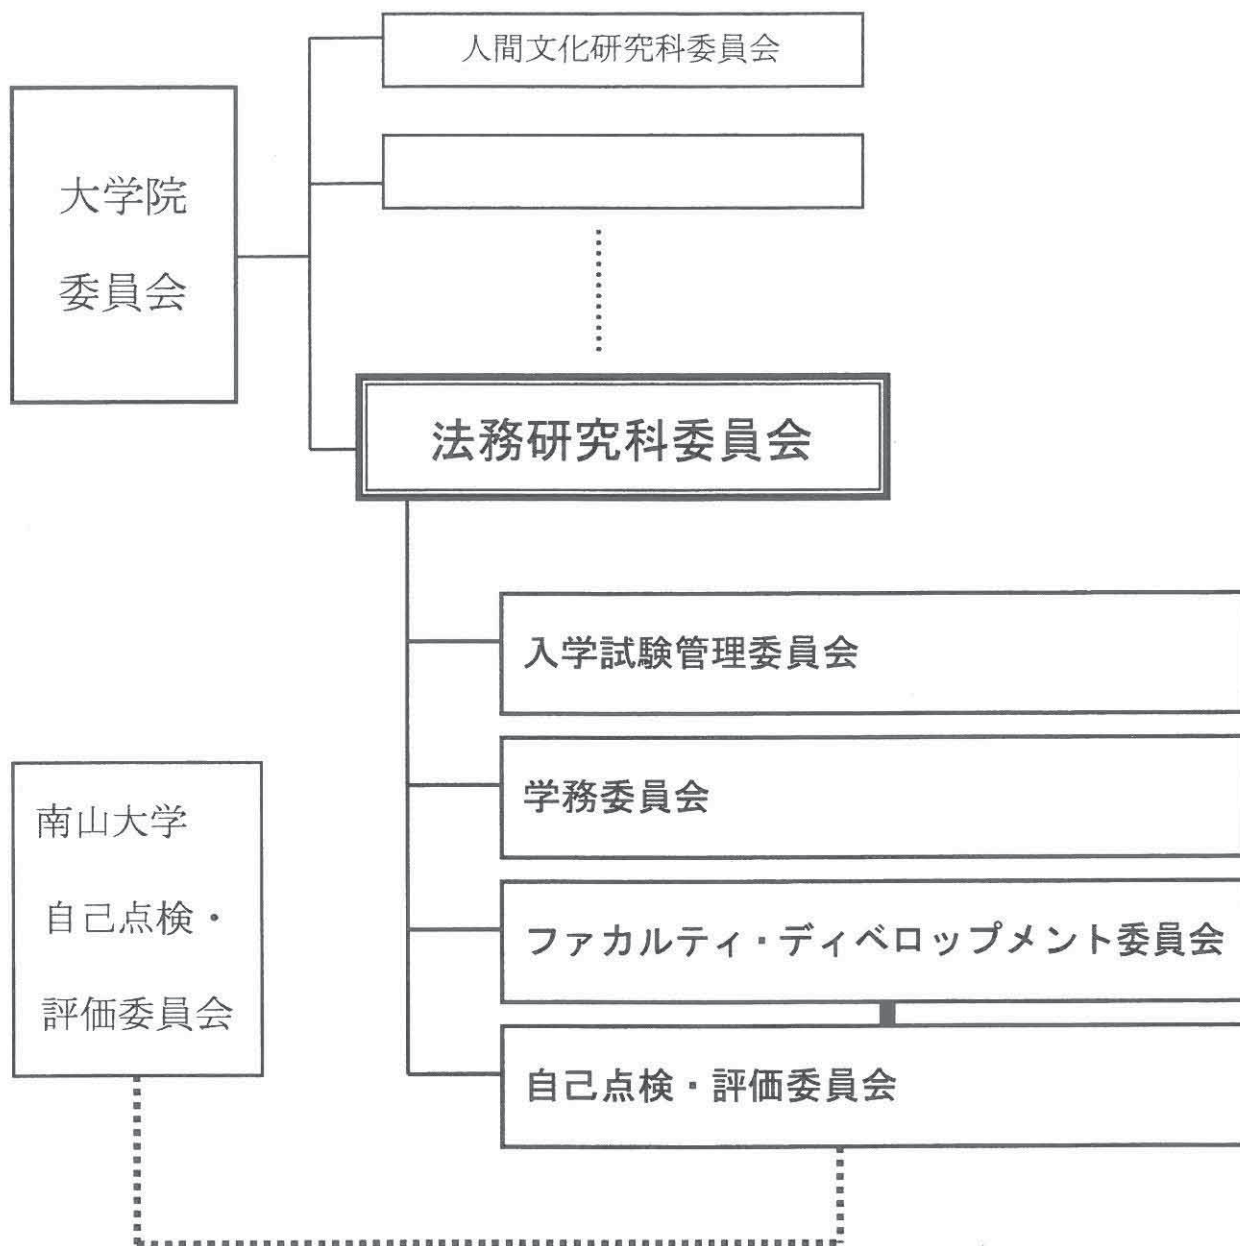 人間文化研究科委員会
大学院
委員会
法務研究科委員会
入学試験管理委員会
学務委員会
ファカルティ・ディベロップメント委員会
自己点検・評価委員会
南山大学
自己点検・
評価委員会